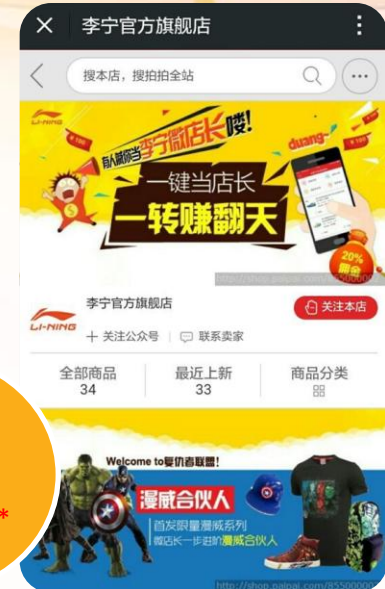 李宁官方旗舰店
搜本店，搜拍拍全站
LI-NING
有人喊你当李宁微店长喽!
duang~
一键当店长
一转赚翻天
20%
佣金
李宁官方旗舰店
关注本店
LI-NING
+ 关注公众号
联系卖家
全部商品
最近上新
商品分类
34
33
*
Welcome to复仇者联盟!
漫威合伙人
首发限量漫威系列
微店长一步进阶漫威合伙人